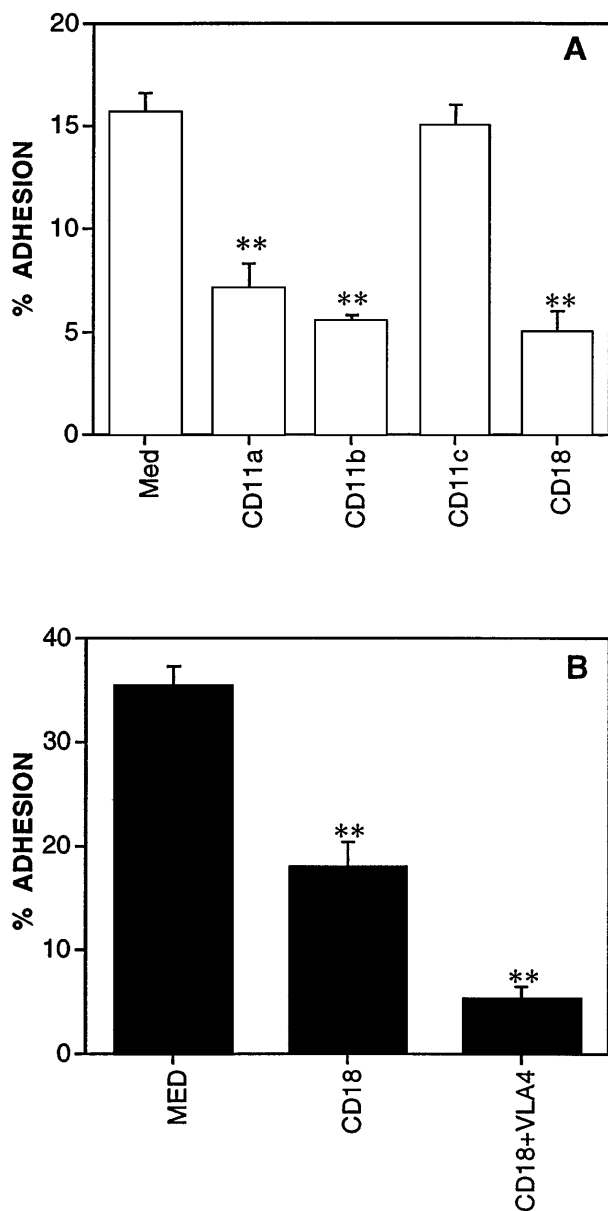 A
% ADHESION
20
15
10
5
0
** ** **
Med CD11a CD11b CD11c CD18
B
% ADHESION
40
30
20
10
0
** **
MED CD18 CD18+VLA4